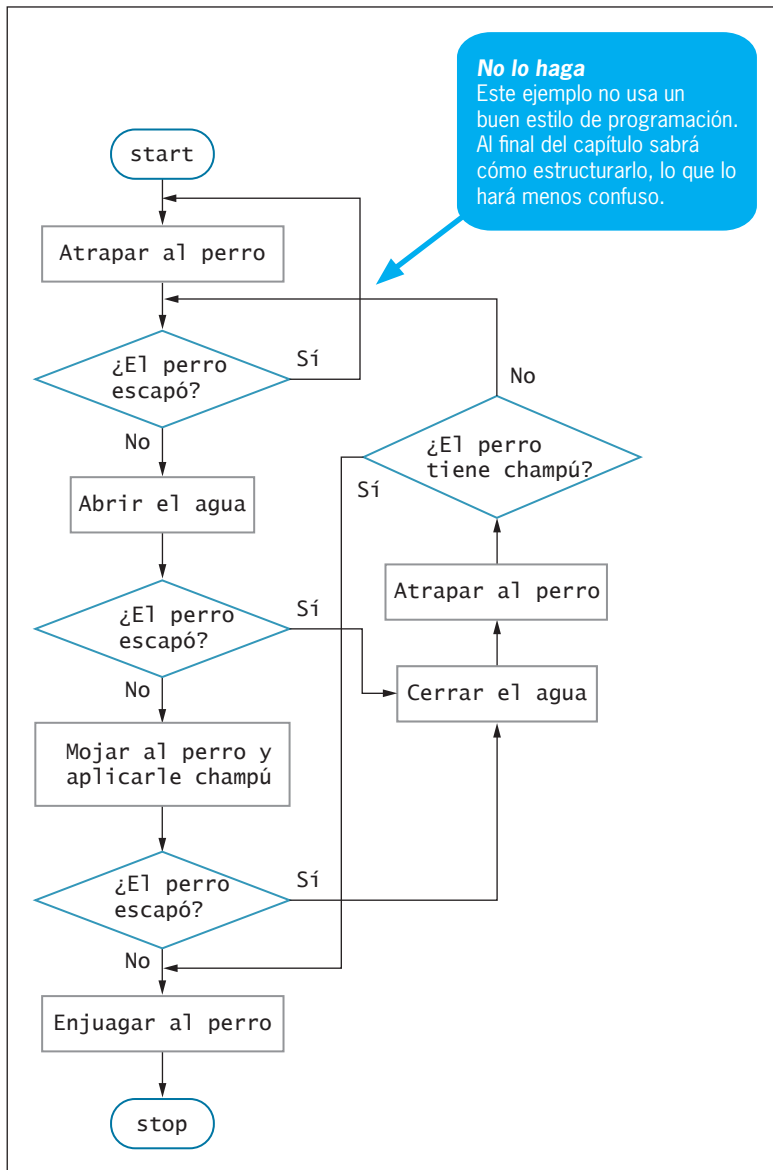 No lo haga
Este ejemplo no usa un
buen estilo de programación.
Al final del capítulo sabrá
cómo estructurarlo, lo que lo
hará menos confuso.
start
Atrapar al perro
¿El perro
escapó?
Sí
No
Abrir el agua
¿El perro
escapó?
Sí
No
Mojar al perro y
aplicarle champú
¿El perro
escapó?
Sí
No
Enjuagar al perro
stop
No
¿El perro
tiene champú?
Sí
Atrapar al perro
Cerrar el agua